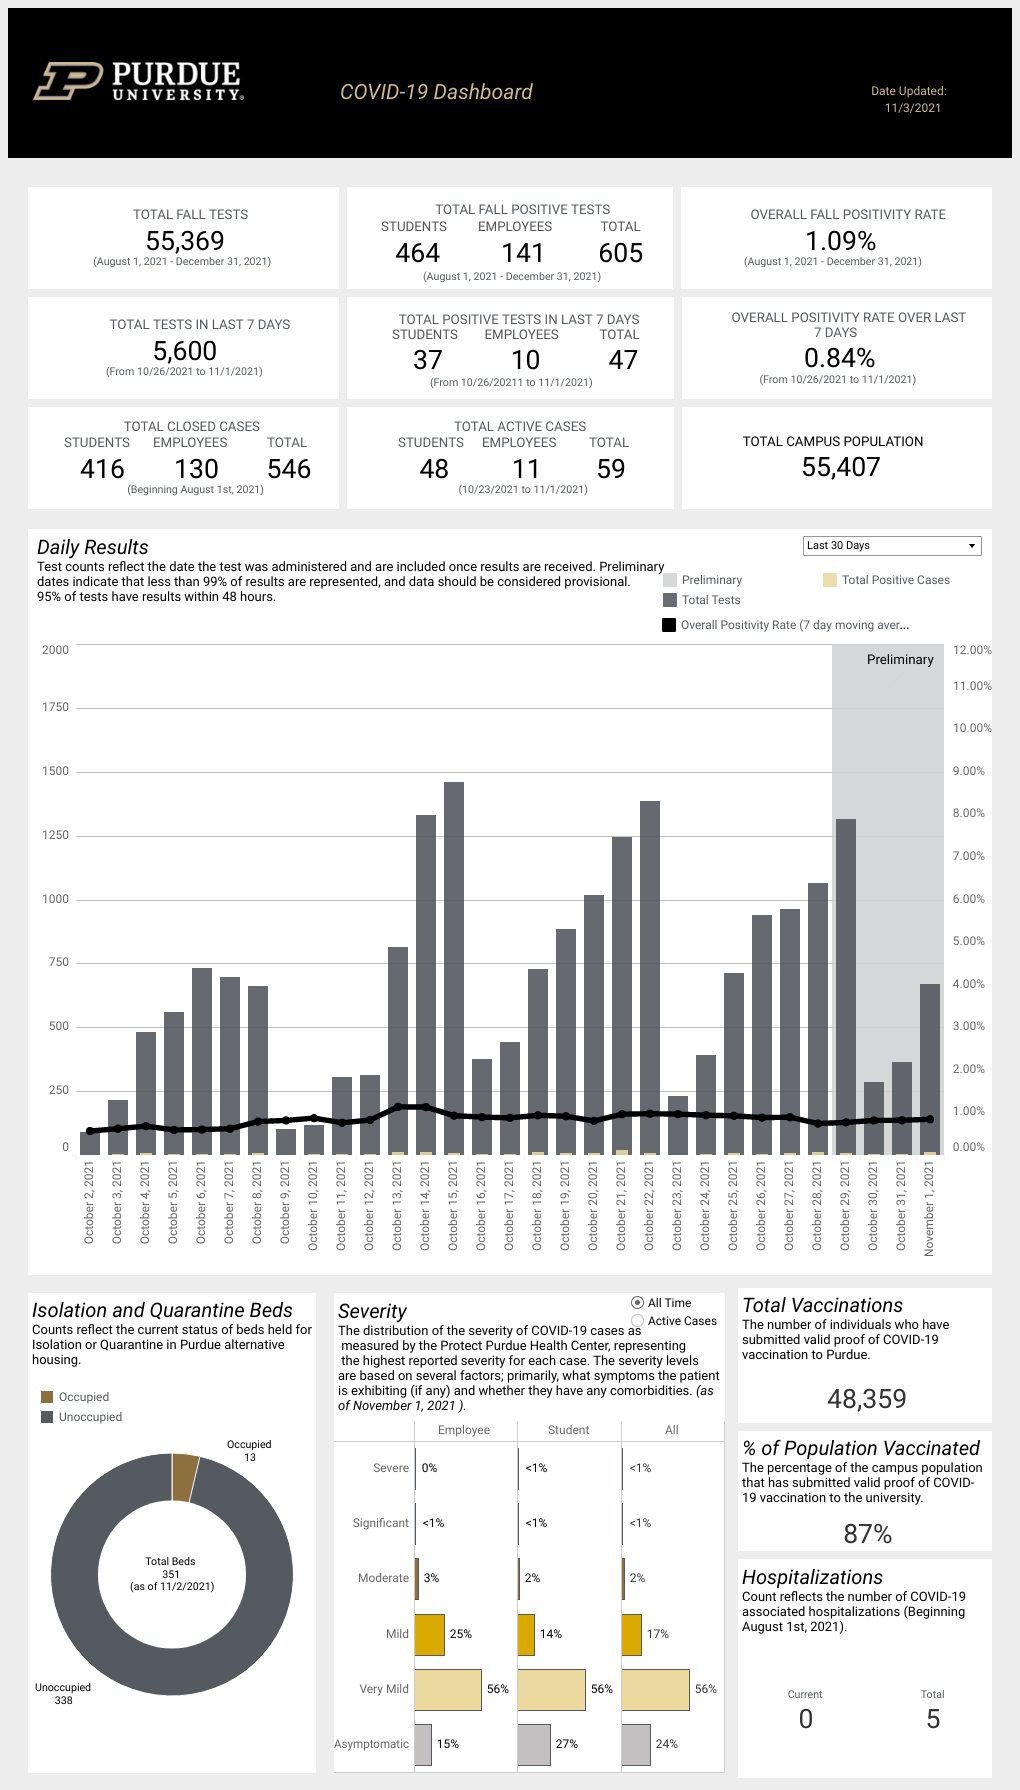 PURDUE
UNIVERSITY®
COVID-19 Dashboard
Date Updated:
11/3/2021
TOTAL FALL TESTS
55,369
(August 1, 2021 - December 31, 2021)
TOTAL FALL POSITIVE TESTS
STUDENTS EMPLOYEES TOTAL
464 141 605
(August 1, 2021 - December 31, 2021)
OVERALL FALL POSITIVITY RATE
1.09%
(August 1, 2021 - December 31, 2021)
TOTAL TESTS IN LAST 7 DAYS
5,600
(From 10/26/2021 to 11/1/2021)
TOTAL POSITIVE TESTS IN LAST 7 DAYS
STUDENTS EMPLOYEES TOTAL
37 10 47
(From 10/26/20211 to 11/1/2021)
OVERALL POSITIVITY RATE OVER LAST
7 DAYS
0.84%
(From 10/26/2021 to 11/1/2021)
TOTAL CLOSED CASES
STUDENTS EMPLOYEES TOTAL
416 130 546
(Beginning August 1st, 2021)
TOTAL ACTIVE CASES
STUDENTS EMPLOYEES TOTAL
48 11 59
(10/23/2021 to 11/1/2021)
TOTAL CAMPUS POPULATION
55,407
Daily Results
Test counts reflect the date the test was administered and are included once results are received. Preliminary
dates indicate that less than 99% of results are represented, and data should be considered provisional.
95% of tests have results within 48 hours.
Last 30 Days
Preliminary
Total Positive Cases
Total Tests
Overall Positivity Rate (7 day moving aver...
Preliminary
2000
1750
1500
1250
1000
750
500
250
0
12.00%
11.00%
10.00%
9.00%
8.00%
7.00%
6.00%
5.00%
4.00%
3.00%
2.00%
1.00%
0.00%
October 2, 2021
October 3, 2021
October 4, 2021
October 5, 2021
October 6, 2021
October 7, 2021
October 8, 2021
October 9, 2021
October 10, 2021
October 11, 2021
October 12, 2021
October 13, 2021
October 14, 2021
October 15, 2021
October 16, 2021
October 17, 2021
October 18, 2021
October 19, 2021
October 20, 2021
October 21, 2021
October 22, 2021
October 23, 2021
October 24, 2021
October 25, 2021
October 26, 2021
October 27, 2021
October 28, 2021
October 29, 2021
October 30, 2021
October 31, 2021
November 1, 2021
Isolation and Quarantine Beds
Counts reflect the current status of beds held for
Isolation or Quarantine in Purdue alternative
housing.
Occupied
Unoccupied
Occupied
13
Total Beds
351
(as of 11/2/2021)
Unoccupied
338
Severity
All Time
Active Cases
The distribution of the severity of COVID-19 cases as
measured by the Protect Purdue Health Center, representing
the highest reported severity for each case. The severity levels
are based on several factors; primarily, what symptoms the patient
is exhibiting (if any) and whether they have any comorbidities. (as
of November 1, 2021 ).
Employee Student All
Severe 0% <1% <1%
Significant <1% <1% <1%
Moderate 3% 2% 2%
Mild 25% 14% 17%
Very Mild 56% 56% 56%
Asymptomatic 15% 27% 24%
Total Vaccinations
The number of individuals who have
submitted valid proof of COVID-19
vaccination to Purdue.
48,359
% of Population Vaccinated
The percentage of the campus population
that has submitted valid proof of COVID-
19 vaccination to the university.
87%
Hospitalizations
Count reflects the number of COVID-19
associated hospitalizations (Beginning
August 1st, 2021).
Current Total
0 5